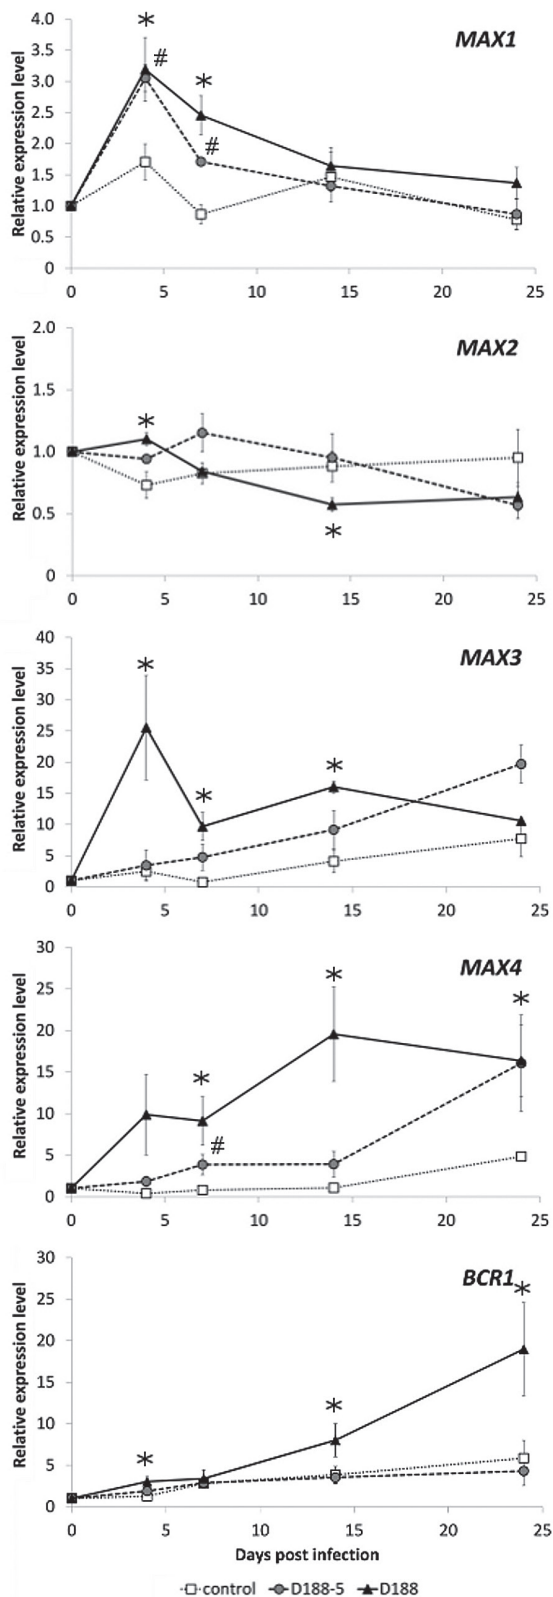 MAX1
Relative expression level
4.0
3.5
3.0
2.5
2.0
1.5
1.0
0.5
0
* # * #
0 5 10 15 20 25
MAX2
Relative expression level
2.0
1.5
1.0
0.5
0
*
*
0 5 10 15 20 25
MAX3
Relative expression level
40
35
30
25
20
15
10
5
0
* * *
0 5 10 15 20 25
MAX4
Relative expression level
30
25
20
15
10
5
0
* # * *
0 5 10 15 20 25
BCR1
Relative expression level
30
25
20
15
10
5
0
* * *
0 5 10 15 20 25
Days post infection
control D188-5 D188